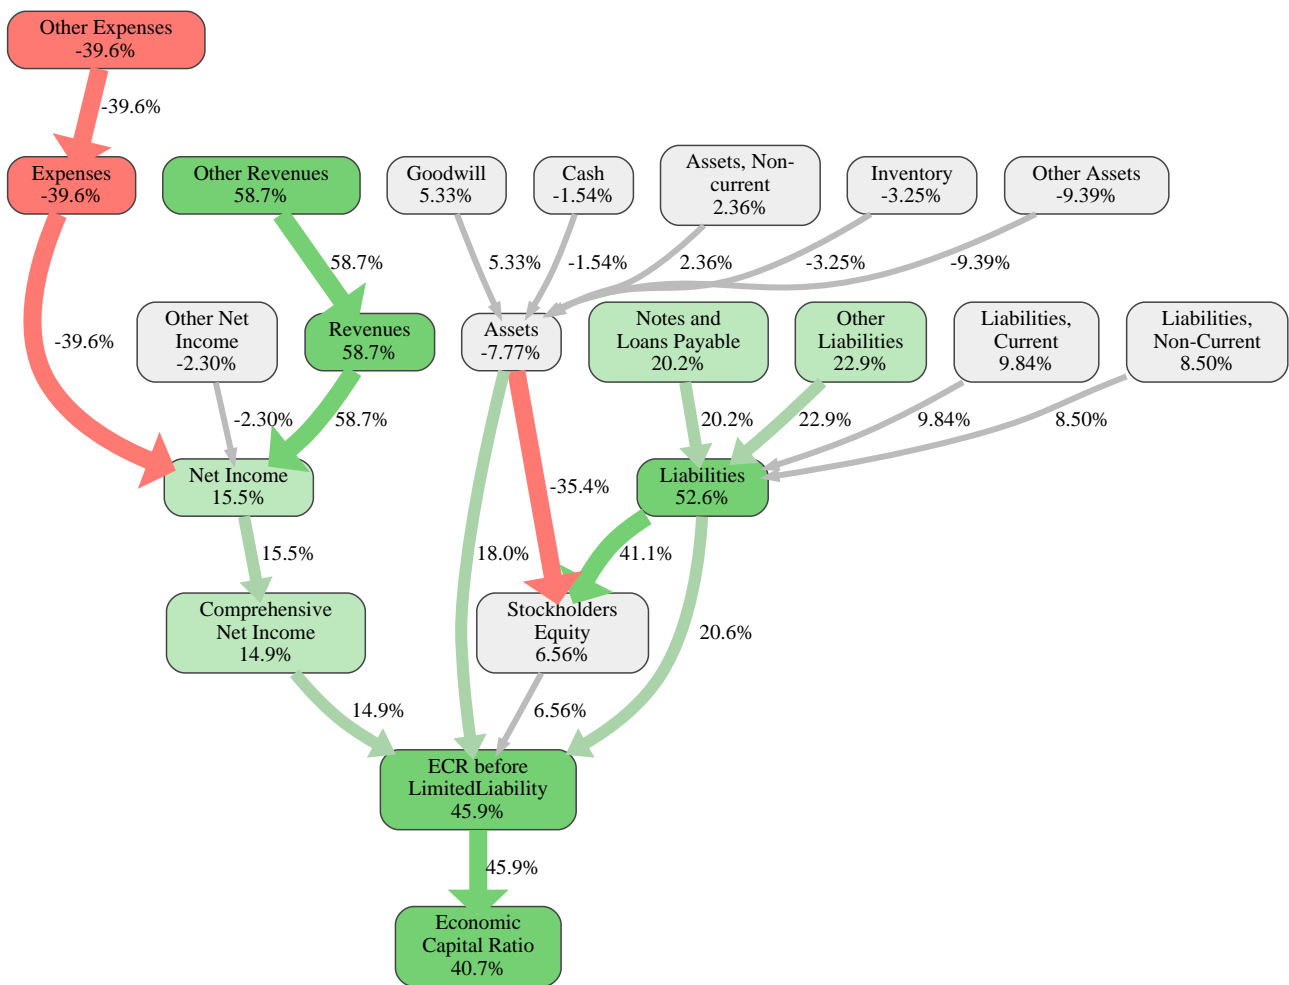 Other Expenses
-39.6%
-39.6%
Expenses
-39.6%
Other Revenues
58.7%
Goodwill
5.33%
Cash
-1.54%
Assets, Non-
current
2.36%
Inventory
-3.25%
Other Assets
-9.39%
58.7%
5.33%
-1.54%
2.36%
-3.25%
-9.39%
-39.6%
Other Net
Income
-2.30%
Revenues
58.7%
Assets
-7.77%
Notes and
Loans Payable
20.2%
Other
Liabilities
22.9%
Liabilities,
Current
9.84%
Liabilities,
Non-Current
8.50%
-2.30%
58.7%
20.2%
22.9%
9.84%
8.50%
Net Income
15.5%
-35.4%
Liabilities
52.6%
15.5%
18.0%
41.1%
Comprehensive
Net Income
14.9%
Stockholders
Equity
6.56%
20.6%
14.9%
6.56%
ECR before
LimitedLiability
45.9%
45.9%
Economic
Capital Ratio
40.7%